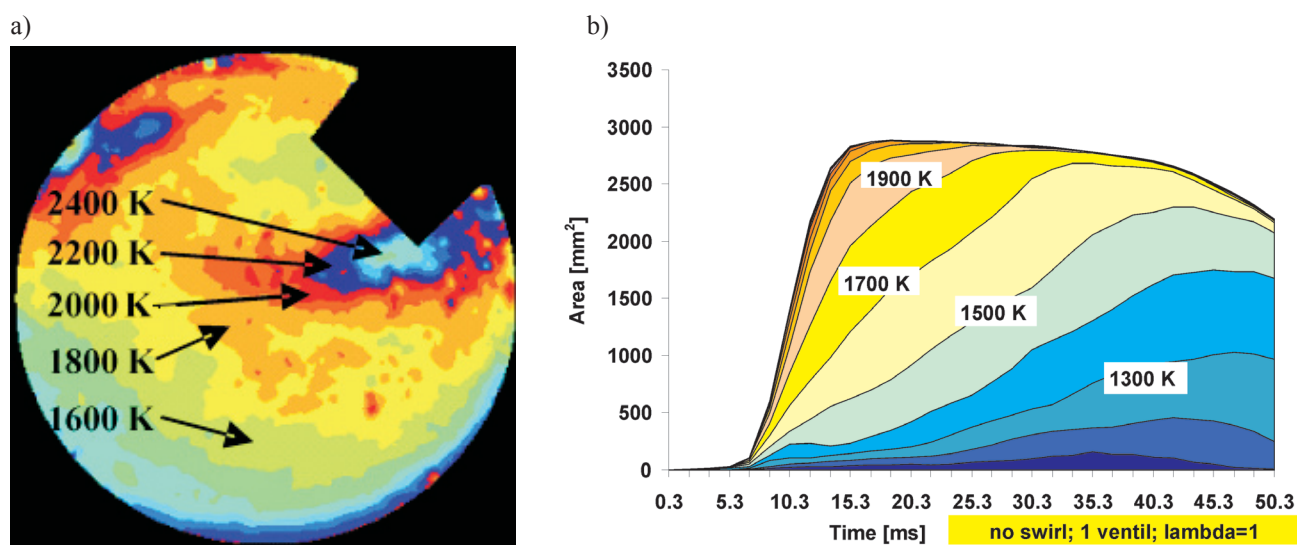 a)
2400 K
2200 K
2000 K
1800 K
1600 K
b)
3500
3000
2500
2000
1500
1000
500
0
Area [mm²]
1900 K
1700 K
1500 K
1300 K
0.3 5.3 10.3 15.3 20.3 25.3 30.3 35.3 40.3 45.3 50.3
Time [ms]
no swirl; 1 ventil; lambda=1